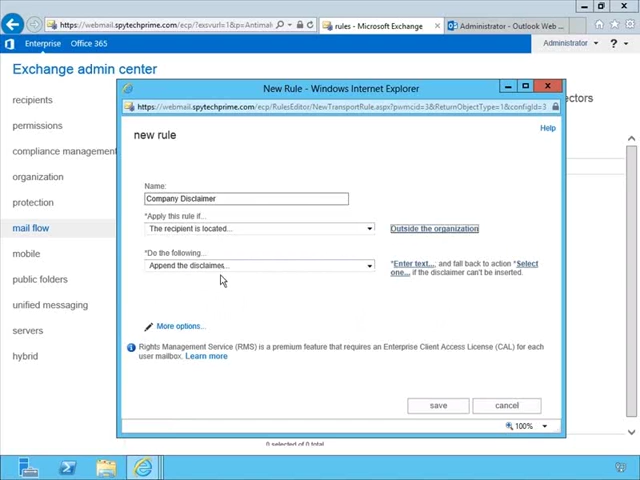 https://webmail.spytechprime.com/ecp/?exsvurl=1&p=Antimal
rules - Microsoft Exchange
Administrator - Outlook Web ...
Enterprise Office 365
Administrator
?
Exchange admin center
recipients
permissions
compliance management
organization
protection
mail flow
mobile
public folders
unified messaging
servers
hybrid
ectors
New Rule - Windows Internet Explorer
https://webmail.spytechprime.com/ecp/RulesEditor/NewTransportRule.aspx?pwmcid=3&ReturnObjectType=1&configId=3
Help
new rule
Name:
Company Disclaimer
*Apply this rule if...
The recipient is located...
Outside the organization
*Do the following...
Append the disclaimer...
*Enter text... and fall back to action *Select
one... if the disclaimer can't be inserted.
More options...
Rights Management Service (RMS) is a premium feature that requires an Enterprise Client Access License (CAL) for each
user mailbox. Learn more
save cancel
100%
0 selected of 0 total